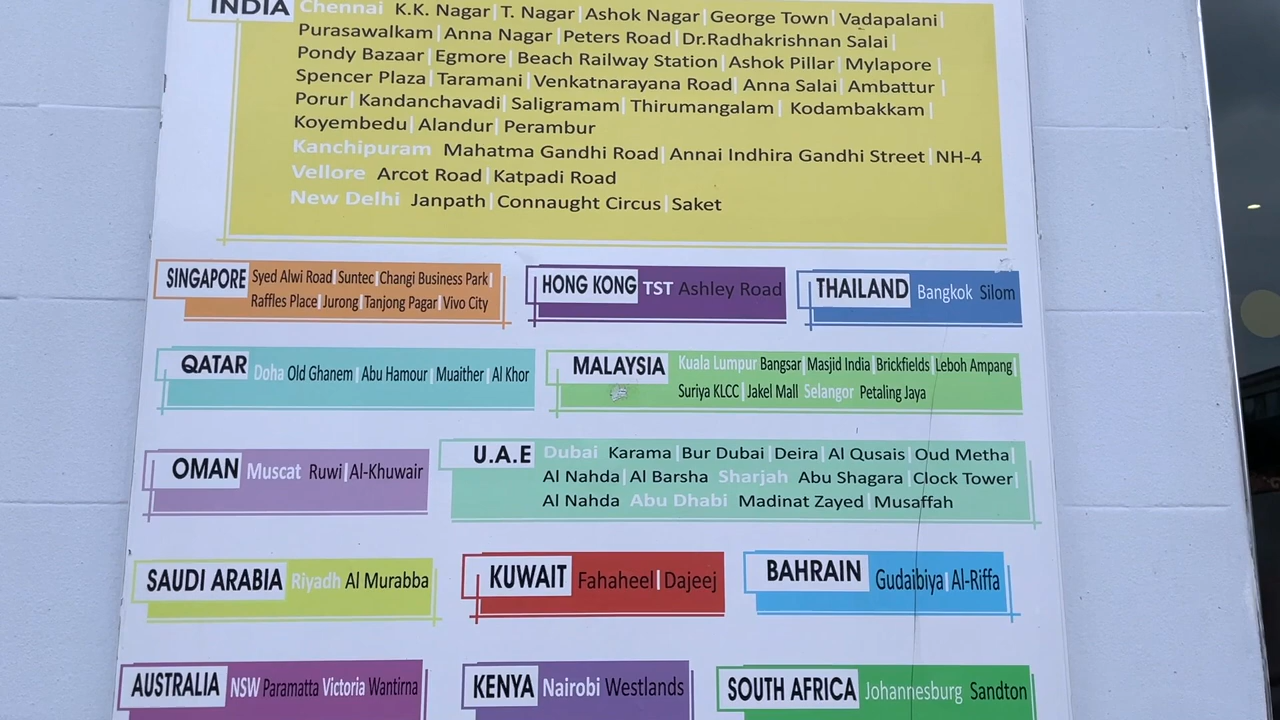 INDIA Chennai K.K. Nagar | T. Nagar | Ashok Nagar | George Town | Vadapalani |
Purasawalkam | Anna Nagar | Peters Road | Dr.Radhakrishnan Salai |
Pondy Bazaar | Egmore | Beach Railway Station | Ashok Pillar | Mylapore |
Spencer Plaza | Taramani | Venkatnarayana Road | Anna Salai | Ambattur |
Porur | Kandanchavadi | Saligramam | Thirumangalam | Kodambakkam |
Koyembedu | Alandur | Perambur
Kanchipuram Mahatma Gandhi Road | Annai Indhira Gandhi Street | NH-4
Vellore Arcot Road | Katpadi Road
New Delhi Janpath | Connaught Circus | Saket
SINGAPORE Syed Alwi Road | Suntec | Changi Business Park |
Raffles Place | Jurong | Tanjong Pagar | Vivo City
HONG KONG TST Ashley Road
THAILAND Bangkok Silom
QATAR Doha Old Ghanem | Abu Hamour | Muaither | Al Khor
MALAYSIA Kuala Lumpur Bangsar | Masjid India | Brickfields | Leboh Ampang |
Suriya KLCC | Jakel Mall Selangor Petaling Jaya
OMAN Muscat Ruwi | Al-Khuwair
U.A.E Dubai Karama | Bur Dubai | Deira | Al Qusais | Oud Metha |
Al Nahda | Al Barsha Sharjah Abu Shagara | Clock Tower |
Al Nahda Abu Dhabi Madinat Zayed | Musaffah
SAUDI ARABIA Riyadh Al Murabba
KUWAIT Fahaheel | Dajeej
BAHRAIN Gudaibiya | Al-Riffa
AUSTRALIA NSW Paramatta Victoria Wantirna
KENYA Nairobi Westlands
SOUTH AFRICA Johannesburg Sandton